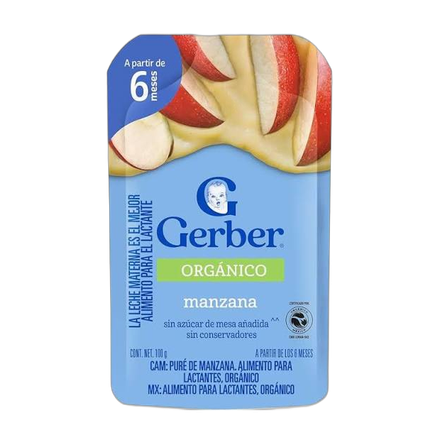 A partir de
6
meses
LA LECHE MATERNA ES EL MEJOR
ALIMENTO PARA EL LACTANTE
Gerber®
ORGÁNICO
manzana
sin azúcar de mesa añadida ^^
sin conservadores
CONT. NET. 100 g
A PARTIR DE LOS 6 MESES
CAM: PURÉ DE MANZANA. ALIMENTO PARA
LACTANTES, ORGÁNICO
MX: ALIMENTO PARA LACTANTES, ORGÁNICO